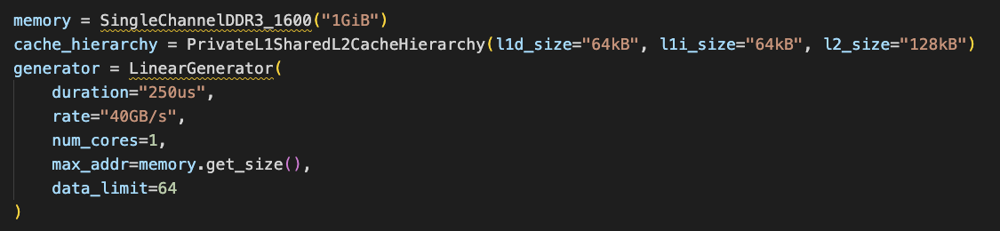 memory = SingleChannelDDR3_1600("1GiB")
cache_hierarchy = PrivateL1SharedL2CacheHierarchy(l1d_size="64kB", l1i_size="64kB", l2_size="128kB")
generator = LinearGenerator(
    duration="250us",
    rate="40GB/s",
    num_cores=1,
    max_addr=memory.get_size(),
    data_limit=64
)